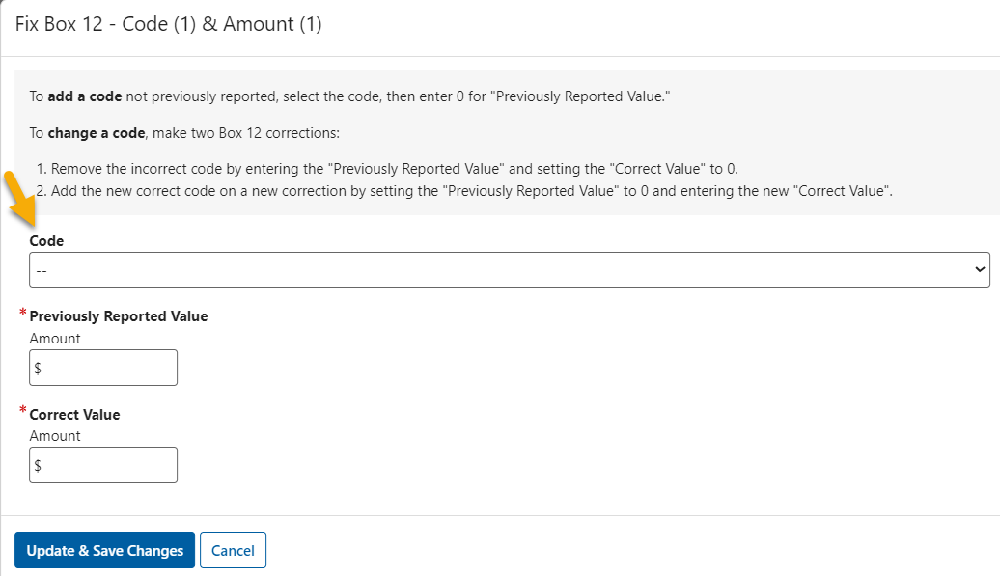 Fix Box 12 - Code (1) & Amount (1)
To add a code not previously reported, select the code, then enter 0 for "Previously Reported Value."
To change a code, make two Box 12 corrections:
1. Remove the incorrect code by entering the "Previously Reported Value" and setting the "Correct Value" to 0.
2. Add the new correct code on a new correction by setting the "Previously Reported Value" to 0 and entering the new "Correct Value".
Code
--
* Previously Reported Value
Amount
$
* Correct Value
Amount
$
Update & Save Changes Cancel